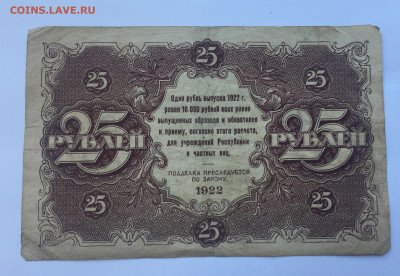 COINS.LAVE.RU
25
25
Один рубль выпуска 1922 г.
равен 10.000 рублей всех ранее
выпущенных образцов и обязателен
к приему, согласно этого расчета,
для учреждений Республики
и частных лиц.
25 РУБЛЕЙ
25 РУБЛЕЙ
ПОДДЕЛКА ПРЕСЛЕДУЕТСЯ
ПО ЗАКОНУ.
1922
25
25